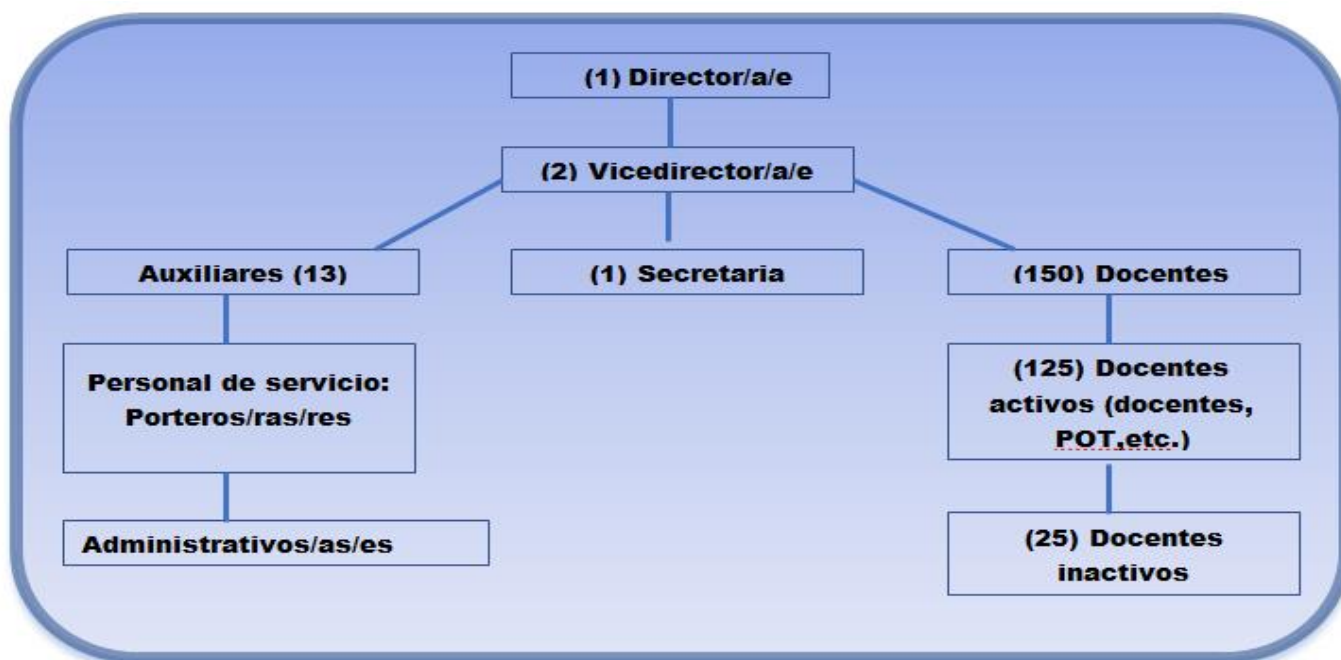 (1) Director/a/e
(2) Vicedirector/a/e
Auxiliares (13)
(1) Secretaria
(150) Docentes
Personal de servicio:
Porteros/ras/res
(125) Docentes
activos (docentes,
POT,etc.)
Administrativos/as/es
(25) Docentes
inactivos